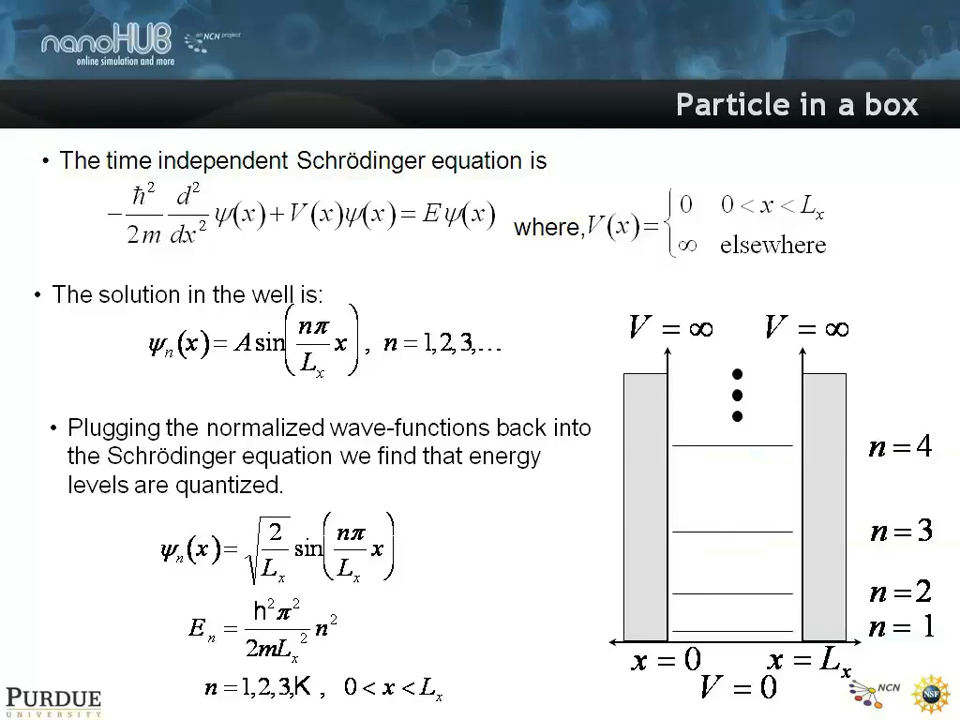 nanoHUB
an NCN project
online simulation and more
Particle in a box
• The time independent Schrödinger equation is
−ħ²/2m d²/dx² ψ(x) + V(x)ψ(x) = Eψ(x) where, V(x) = { 0 0 < x < Lₓ
∞ elsewhere
• The solution in the well is:
ψₙ(x) = A sin(nπ/Lₓ x) , n = 1,2,3,…
V = ∞ V = ∞
• Plugging the normalized wave-functions back into
the Schrödinger equation we find that energy
levels are quantized.
ψₙ(x) = √(2/Lₓ) sin(nπ/Lₓ x)
Eₙ = h²π²/2mLₓ² n²
n = 1,2,3,K , 0 < x < Lₓ
n = 4
n = 3
n = 2
n = 1
x = 0 x = Lₓ
V = 0
PURDUE
UNIVERSITY
NCN
NSF